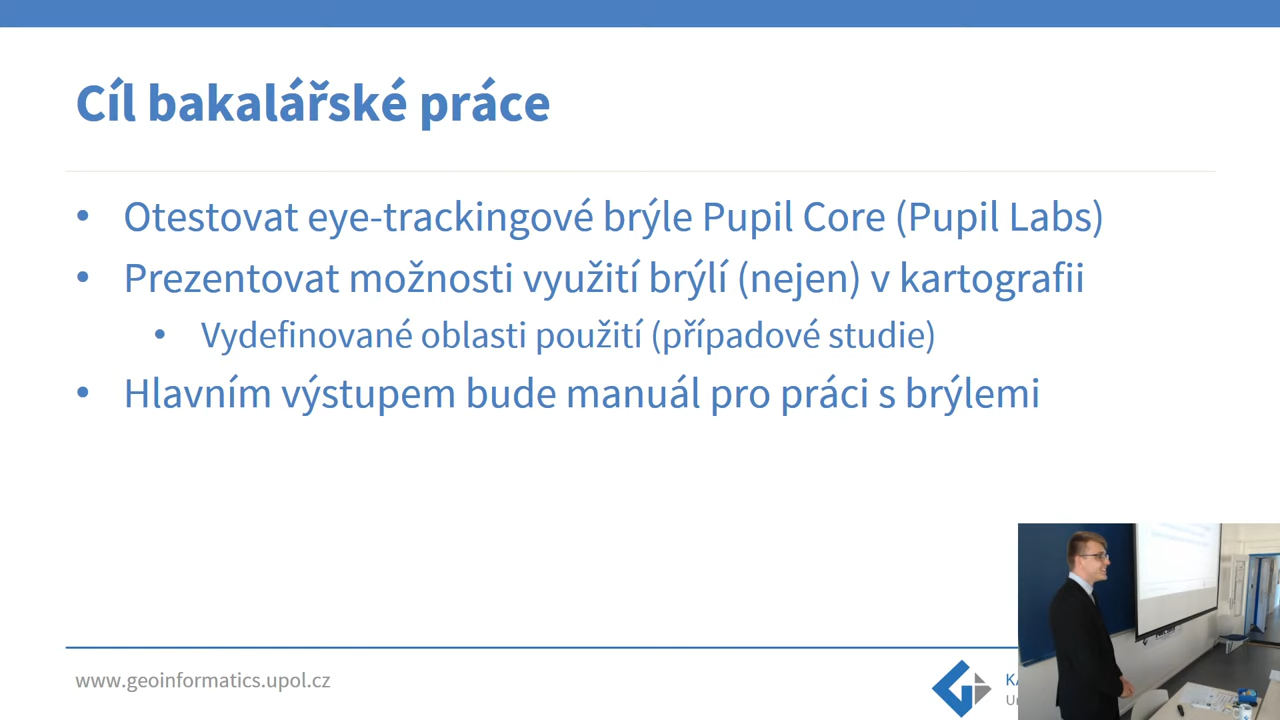 Cíl bakalářské práce
• Otestovat eye-trackingové brýle Pupil Core (Pupil Labs)
• Prezentovat možnosti využití brýlí (nejen) v kartografii
• Vydefinované oblasti použití (případové studie)
• Hlavním výstupem bude manuál pro práci s brýlemi
www.geoinformatics.upol.cz